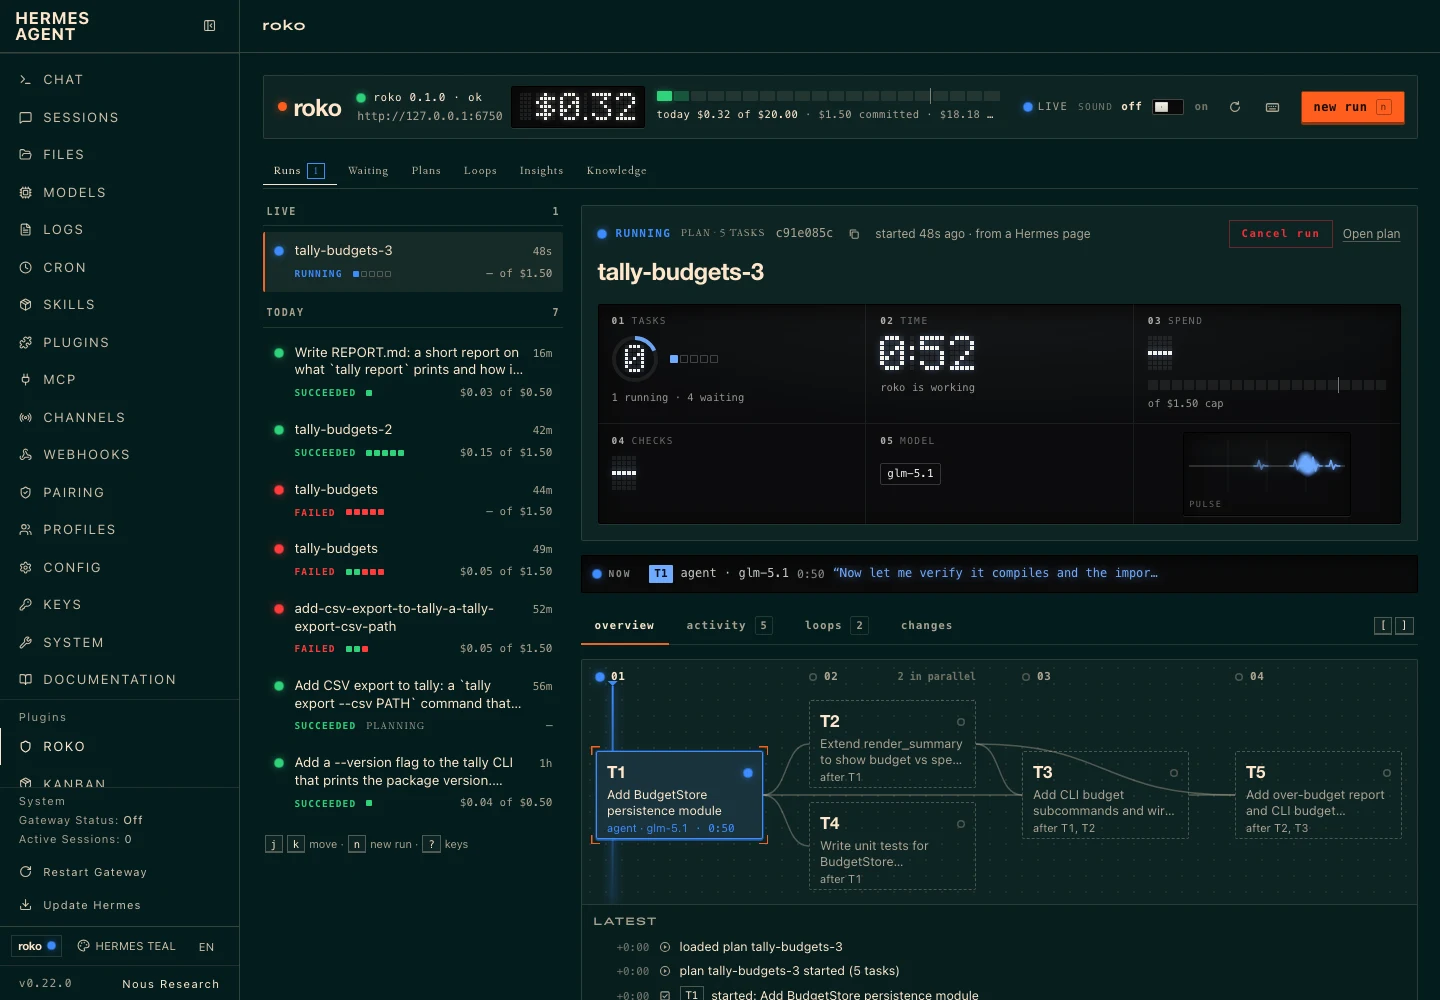 HERMES
AGENT
roko
CHAT
SESSIONS
FILES
MODELS
LOGS
CRON
SKILLS
PLUGINS
MCP
CHANNELS
WEBHOOKS
PAIRING
PROFILES
CONFIG
KEYS
SYSTEM
DOCUMENTATION
Plugins
ROKO
KANBAN
System
Gateway Status: Off
Active Sessions: 0
Restart Gateway
Update Hermes
roko
HERMES TEAL
EN
v0.22.0
Nous Research
roko
roko 0.1.0 · ok
http://127.0.0.1:6750
$0.32
today $0.32 of $20.00 · $1.50 committed · $18.18 …
LIVE
SOUND off on
new run n
Runs 1
Waiting
Plans
Loops
Insights
Knowledge
LIVE 1
tally-budgets-3 48s
RUNNING — of $1.50
TODAY 7
Write REPORT.md: a short report on 16m
what `tally report` prints and how i…
SUCCEEDED $0.03 of $0.50
tally-budgets-2 42m
SUCCEEDED $0.15 of $1.50
tally-budgets 44m
FAILED — of $1.50
tally-budgets 49m
FAILED $0.05 of $1.50
add-csv-export-to-tally-a-tally- 52m
export-csv-path
FAILED $0.05 of $1.50
Add CSV export to tally: a `tally 56m
export --csv PATH` command that…
SUCCEEDED PLANNING —
Add a --version flag to the tally CLI 1h
that prints the package version.…
SUCCEEDED $0.04 of $0.50
j k move · n new run · ? keys
RUNNING PLAN · 5 TASKS c91e085c started 48s ago · from a Hermes page
Cancel run
Open plan
tally-budgets-3
01 TASKS
0
1 running · 4 waiting
02 TIME
0:52
roko is working
03 SPEND
–
of $1.50 cap
04 CHECKS
–
05 MODEL
glm-5.1
PULSE
NOW T1 agent · glm-5.1 0:50 “Now let me verify it compiles and the impor…
overview
activity 5
loops 2
changes
[ ]
01
02 2 in parallel
03
04
T1
Add BudgetStore
persistence module
agent · glm-5.1 · 0:50
T2
Extend render_summary
to show budget vs spe…
after T1
T4
Write unit tests for
BudgetStore…
after T1
T3
Add CLI budget
subcommands and wir…
after T1, T2
T5
Add over-budget report
and CLI budget…
after T2, T3
LATEST
+0:00 loaded plan tally-budgets-3
+0:00 plan tally-budgets-3 started (5 tasks)
+0:00 T1 started: Add BudgetStore persistence module